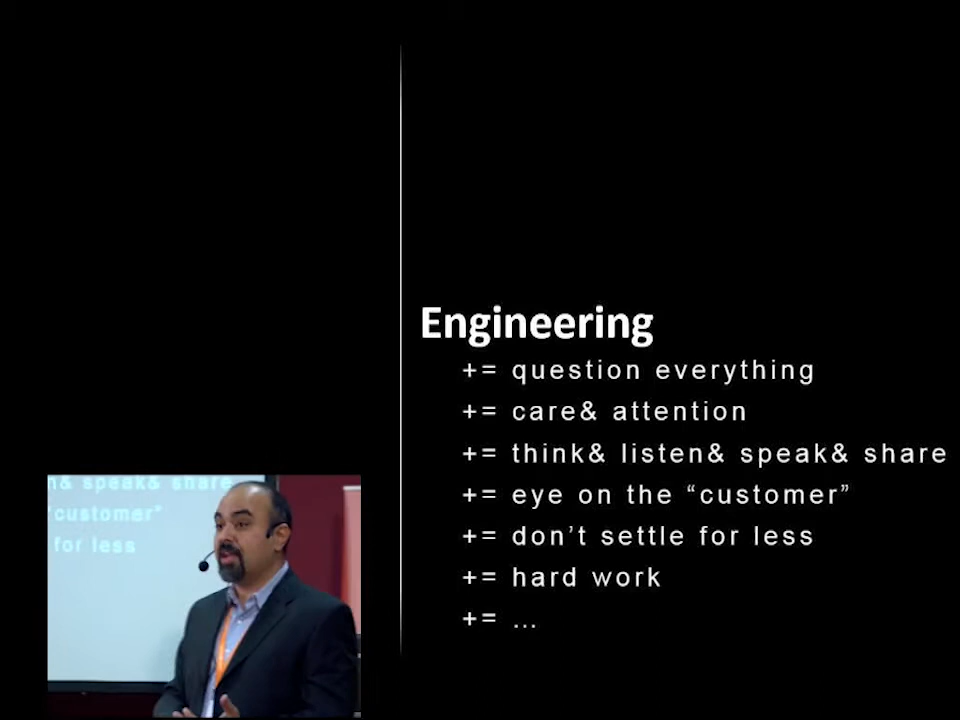 Engineering
+= question everything
+= care& attention
+= think& listen& speak& share
+= eye on the “customer”
+= don’t settle for less
+= hard work
+= ...
n& speak& share
“customer”
for less